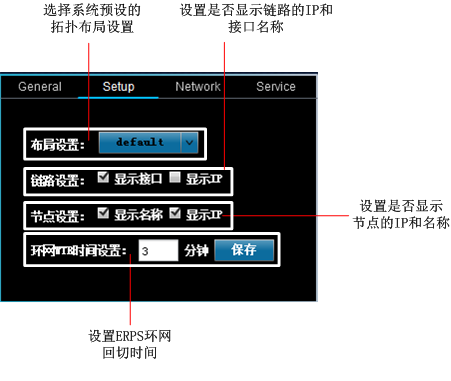 选择系统预设的
拓扑布局设置
设置是否显示链路的IP和
接口名称
General Setup Network Service
布局设置： default
链路设置： 显示接口 显示IP
设置是否显示
节点的IP和名称
节点设置： 显示名称 显示IP
环网WTR时间设置： 3 分钟 保存
设置ERPS环网
回切时间